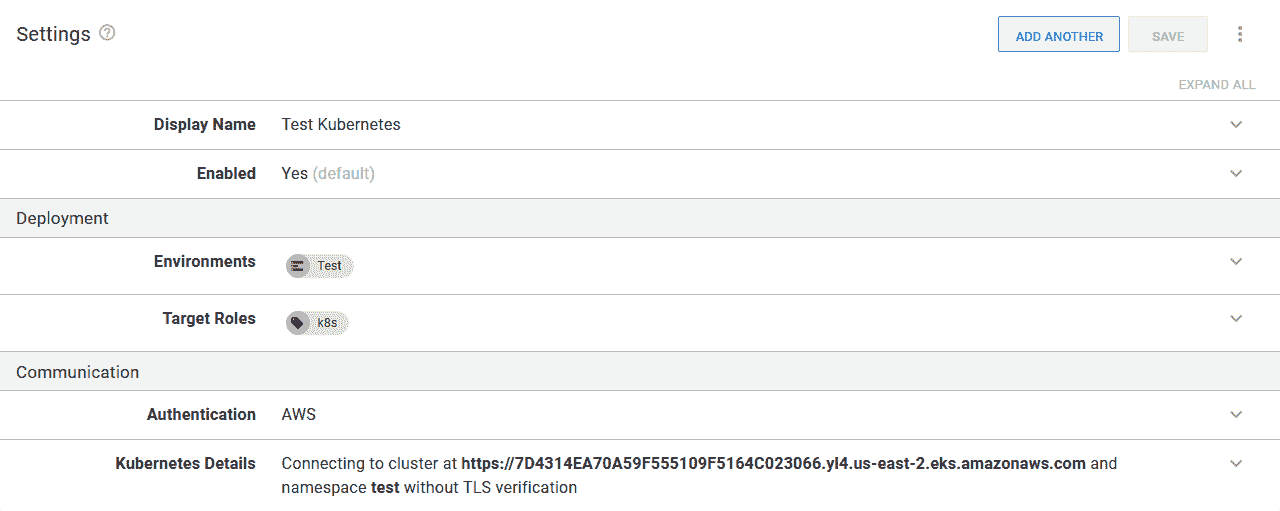 Settings ?
ADD ANOTHER
SAVE
EXPAND ALL
Display Name Test Kubernetes
Enabled Yes (default)
Deployment
Environments Test
Target Roles k8s
Communication
Authentication AWS
Kubernetes Details Connecting to cluster at https://7D4314EA70A59F555109F5164C023066.yl4.us-east-2.eks.amazonaws.com and
namespace test without TLS verification